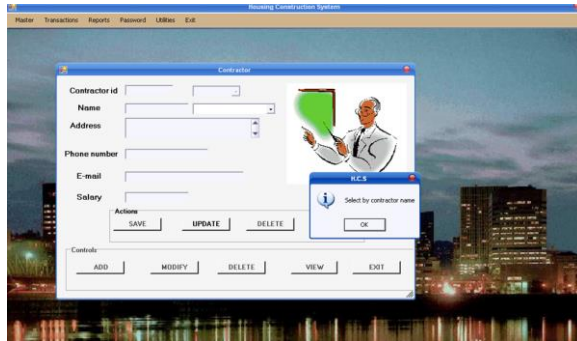 Housing Construction System
Master Transactions Reports Password Utilities Exit
Contractor
Contractor id
Name
Address
Phone number
E-mail
Salary
H.C.S
Select by contractor name
OK
Actions
SAVE UPDATE DELETE
Controls
ADD MODIFY DELETE VIEW EXIT